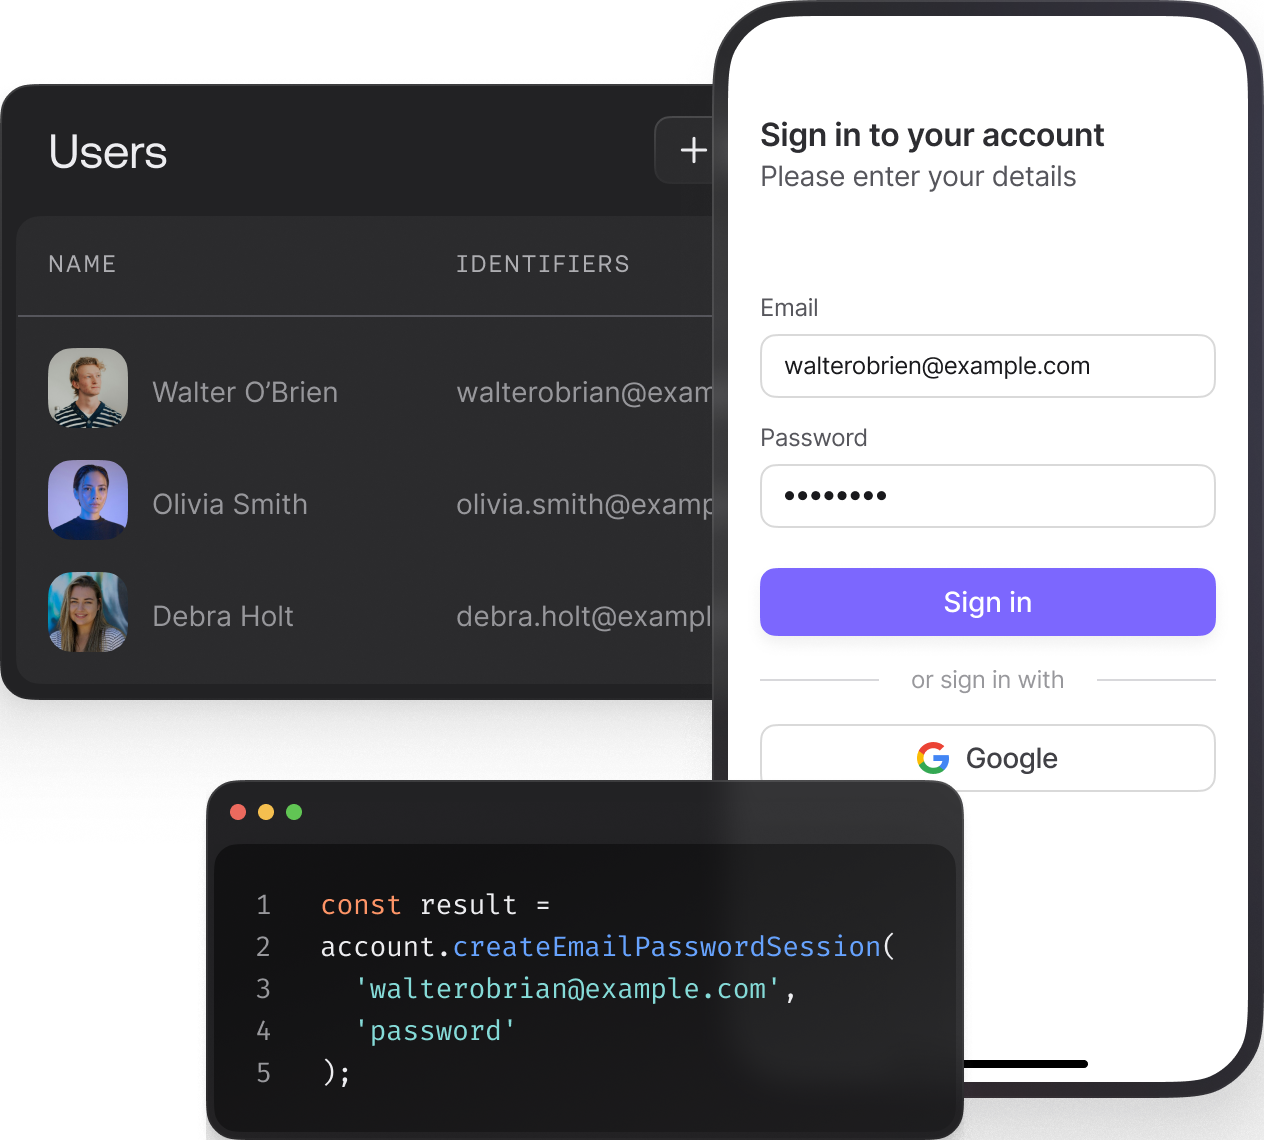 Users
NAME IDENTIFIERS
Walter O’Brien walterobrian@exam
Olivia Smith olivia.smith@examp
Debra Holt debra.holt@exampl
Sign in to your account
Please enter your details
Email
walterobrien@example.com
Password
••••••••
Sign in
or sign in with
Google
1 const result =
2 account.createEmailPasswordSession(
3 'walterobrian@example.com',
4 'password'
5 );